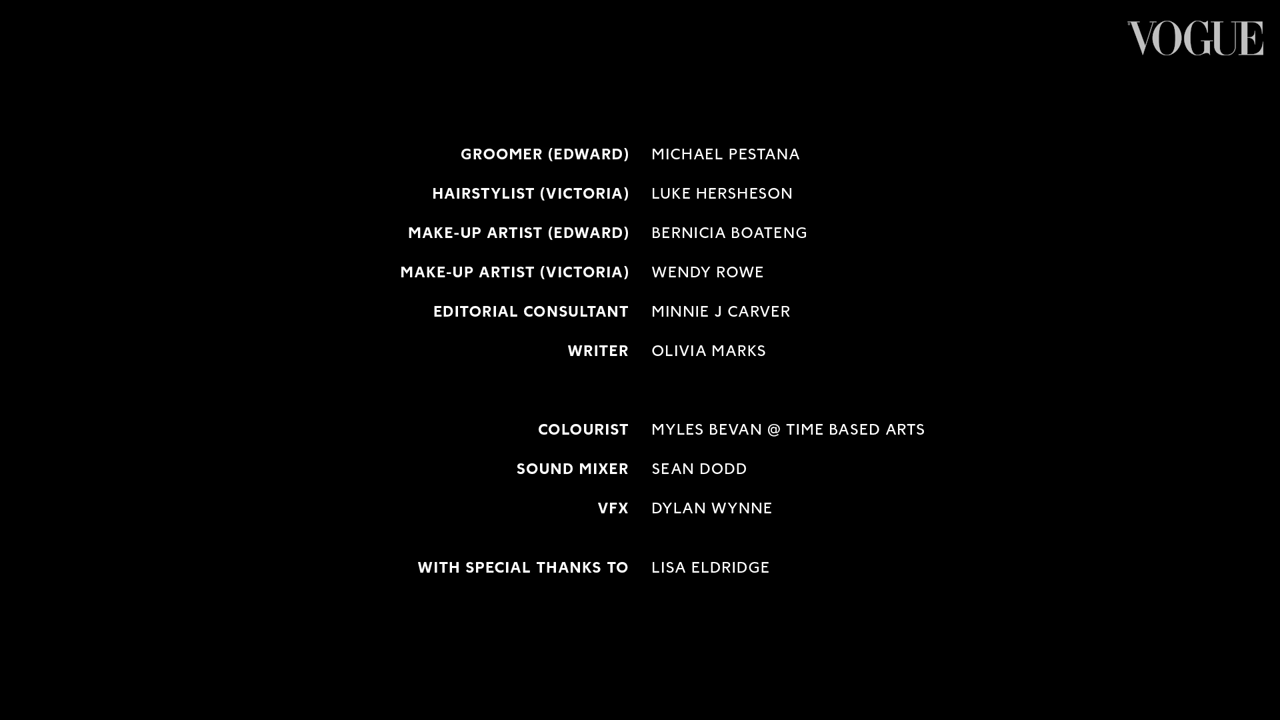 VOGUE
GROOMER (EDWARD) MICHAEL PESTANA
HAIRSTYLIST (VICTORIA) LUKE HERSHESON
MAKE-UP ARTIST (EDWARD) BERNICIA BOATENG
MAKE-UP ARTIST (VICTORIA) WENDY ROWE
EDITORIAL CONSULTANT MINNIE J CARVER
WRITER OLIVIA MARKS
COLOURIST MYLES BEVAN @ TIME BASED ARTS
SOUND MIXER SEAN DODD
VFX DYLAN WYNNE
WITH SPECIAL THANKS TO LISA ELDRIDGE